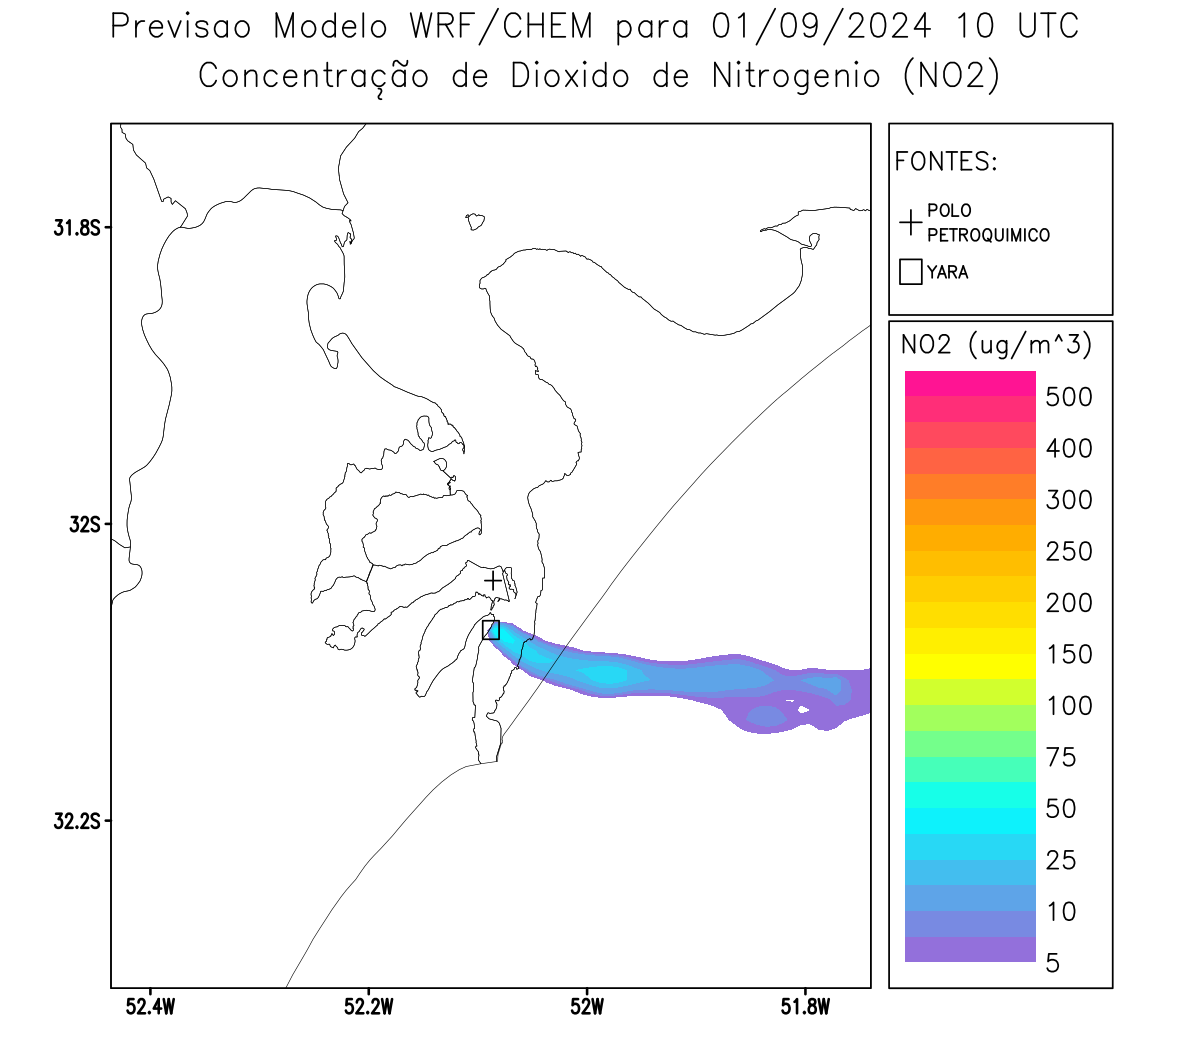 Previsao Modelo WRF/CHEM para 01/09/2024 10 UTC
Concentração de Dioxido de Nitrogenio (NO2)
FONTES:
POLO
PETROQUIMICO
YARA
31.8S
32S
32.2S
52.4W
52.2W
52W
51.8W
NO2 (ug/m^3)
500
400
300
250
200
150
100
75
50
25
10
5